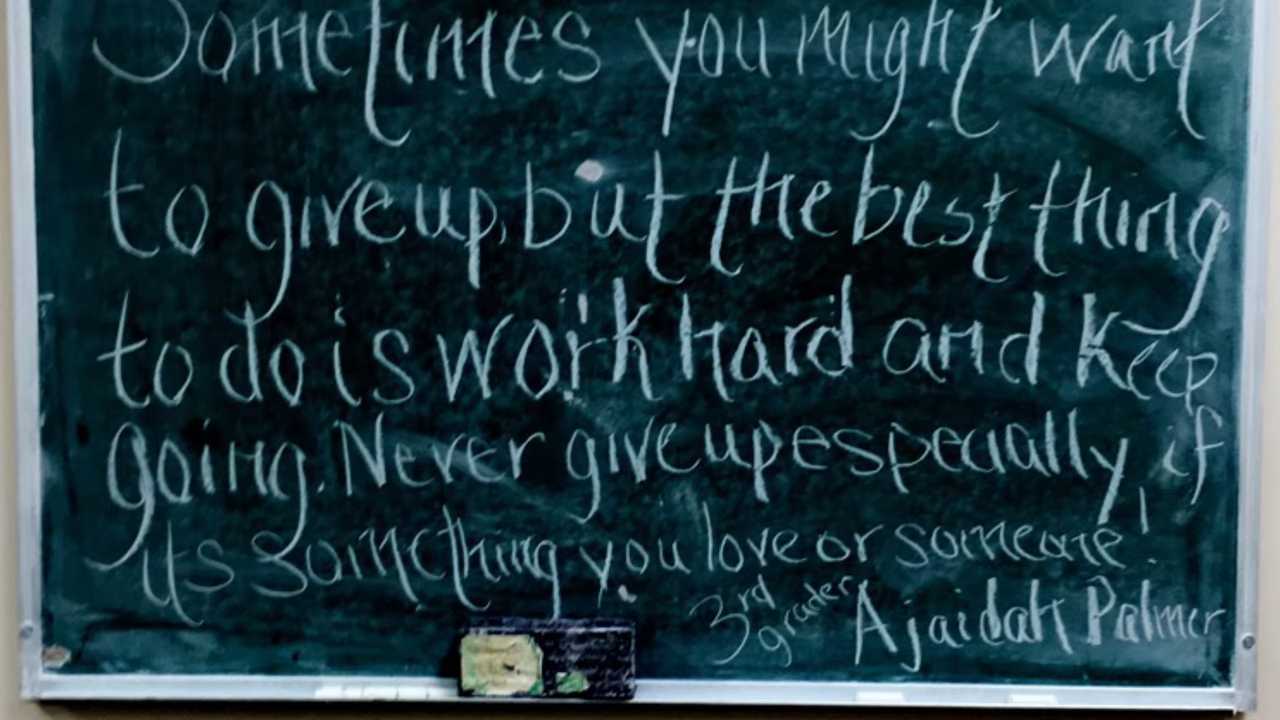 Sometimes you might want
to give up, but the best thing
to do is work hard and keep
going. Never give up especially if
its something you love or someone!
3rd grader Ajaidah Palmer